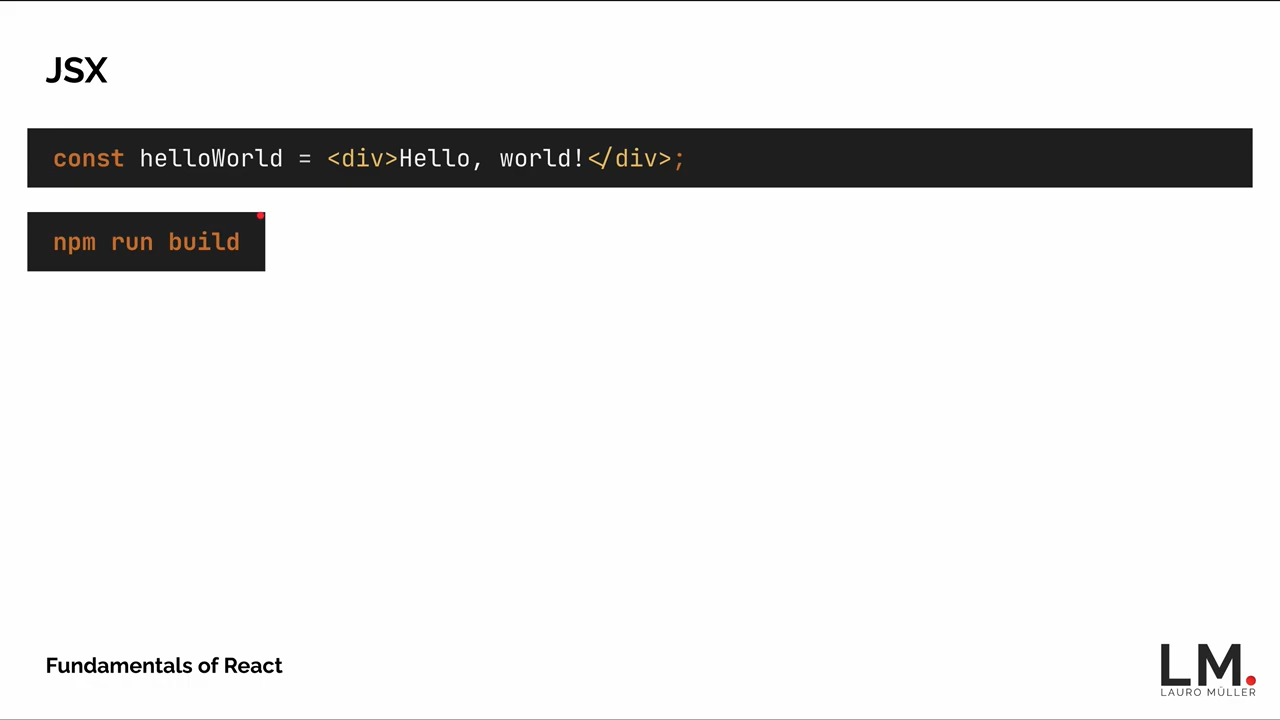 JSX
const helloWorld = <div>Hello, world!</div>;
npm run build
Fundamentals of React
LM.
LAURO MÜLLER